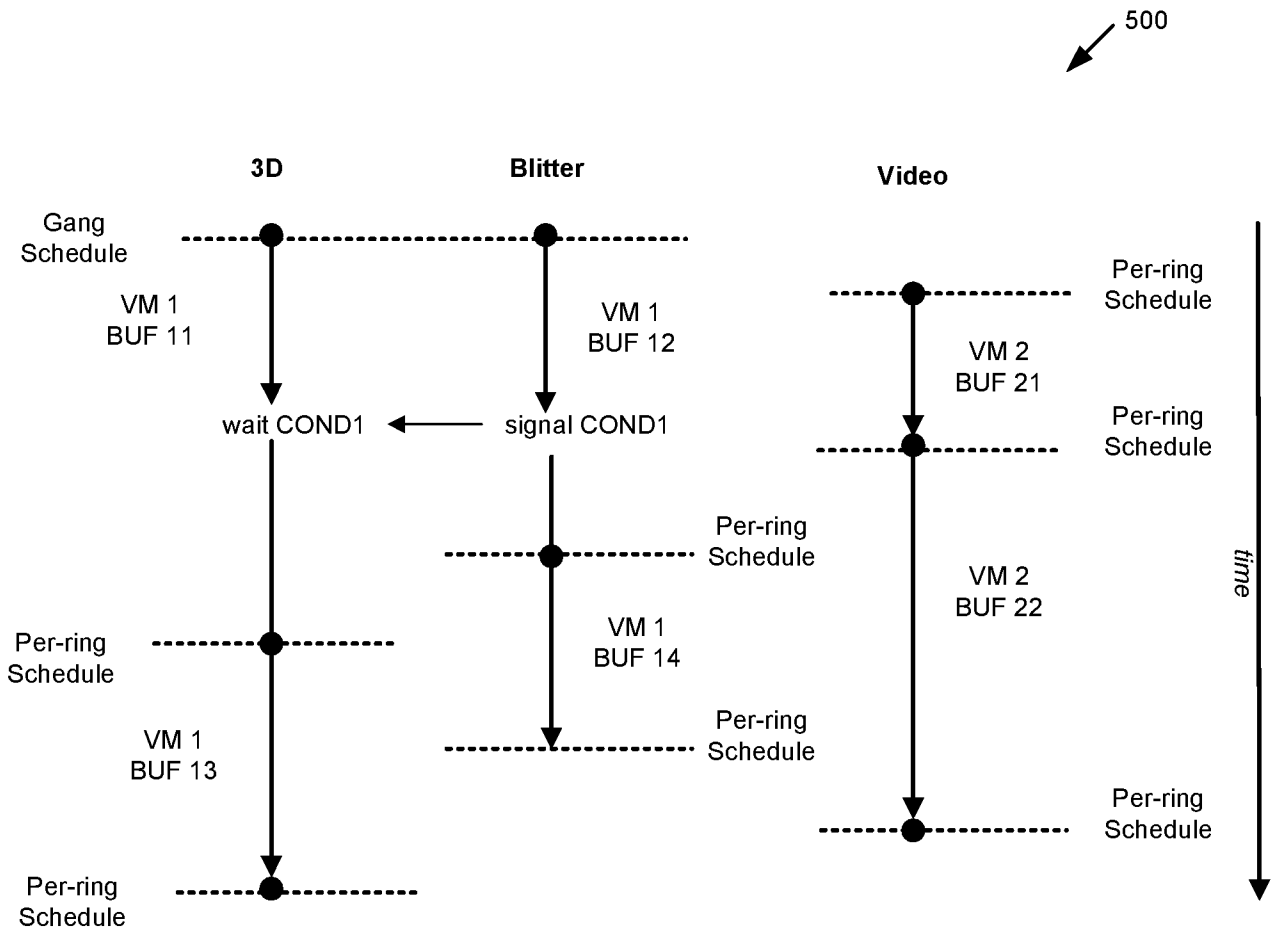 500
3D
Blitter
Video
Gang
Schedule
VM 1
BUF 11
VM 1
BUF 12
Per-ring
Schedule
VM 2
BUF 21
wait COND1
signal COND1
Per-ring
Schedule
Per-ring
Schedule
VM 2
BUF 22
time
Per-ring
Schedule
VM 1
BUF 14
VM 1
BUF 13
Per-ring
Schedule
Per-ring
Schedule
Per-ring
Schedule